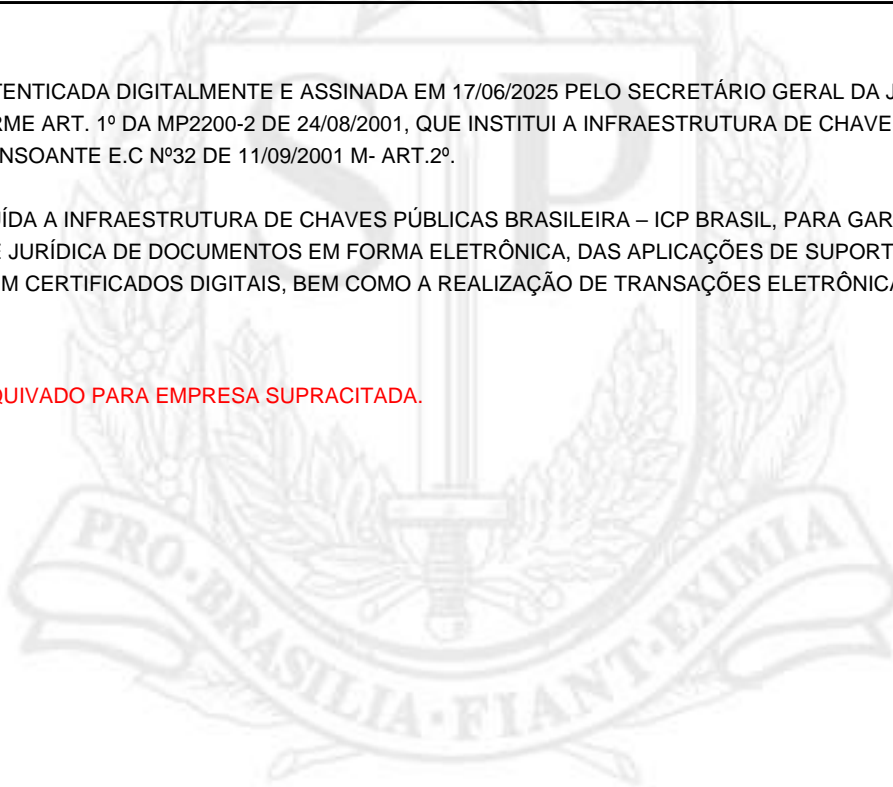 TENTICADA DIGITALMENTE E ASSINADA EM 17/06/2025 PELO SECRETÁRIO GERAL DA J
RME ART. 1º DA MP2200-2 DE 24/08/2001, QUE INSTITUI A INFRAESTRUTURA DE CHAVE
NSOANTE E.C Nº32 DE 11/09/2001 M- ART.2º.
ÍDA A INFRAESTRUTURA DE CHAVES PÚBLICAS BRASILEIRA – ICP BRASIL, PARA GAR
E JURÍDICA DE DOCUMENTOS EM FORMA ELETRÔNICA, DAS APLICAÇÕES DE SUPORT
M CERTIFICADOS DIGITAIS, BEM COMO A REALIZAÇÃO DE TRANSAÇÕES ELETRÔNICA
QUIVADO PARA EMPRESA SUPRACITADA.
SP
PRO·BRASILIA·FIANT·EXIMIA